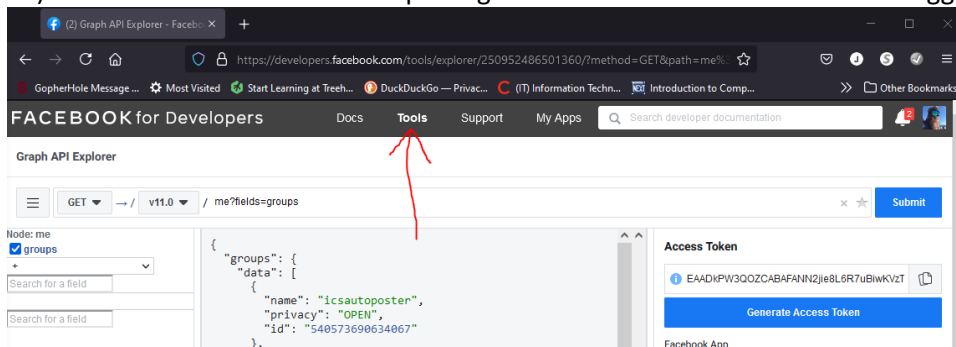 (2) Graph API Explorer - Facebo
https://developers.facebook.com/tools/explorer/250952486501360/?method=GET&path=me%
GopherHole Message ... Most Visited Start Learning at Treeh... DuckDuckGo — Privac... (IT) Information Techn... Introduction to Comp... Other Bookmarks
FACEBOOK for Developers Docs Tools Support My Apps Search developer documentation 2
Graph API Explorer
GET → / v11.0 / me?fields=groups Submit
Node: me
groups
Search for a field
Search for a field
{
"groups": {
"data": [
{
"name": "icsautoposter",
"privacy": "OPEN",
"id": "540573690634067"
},
Access Token
EAADkPW3QOZCABAFANN2jie8L6R7uBiwKVzT
Generate Access Token
Facebook App